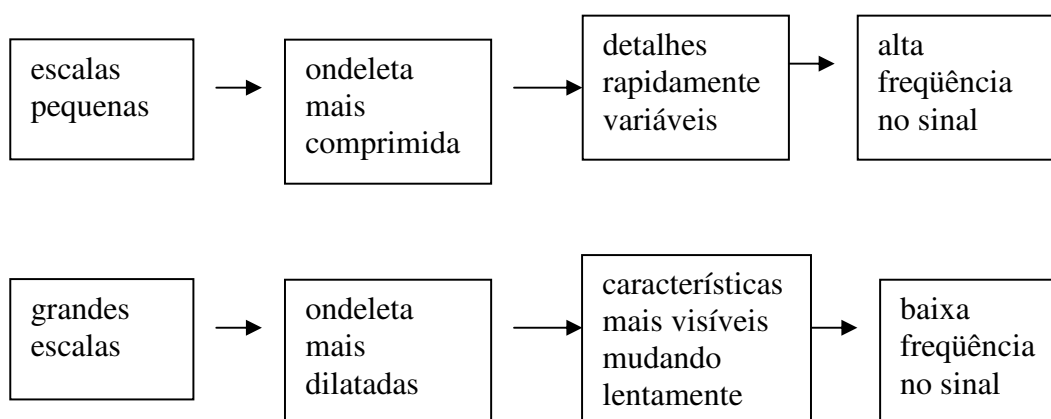 escalas
pequenas
ondeleta
mais
comprimida
detalhes
rapidamente
variáveis
alta
freqüência
no sinal
grandes
escalas
ondeleta
mais
dilatadas
características
mais visíveis
mudando
lentamente
baixa
freqüência
no sinal